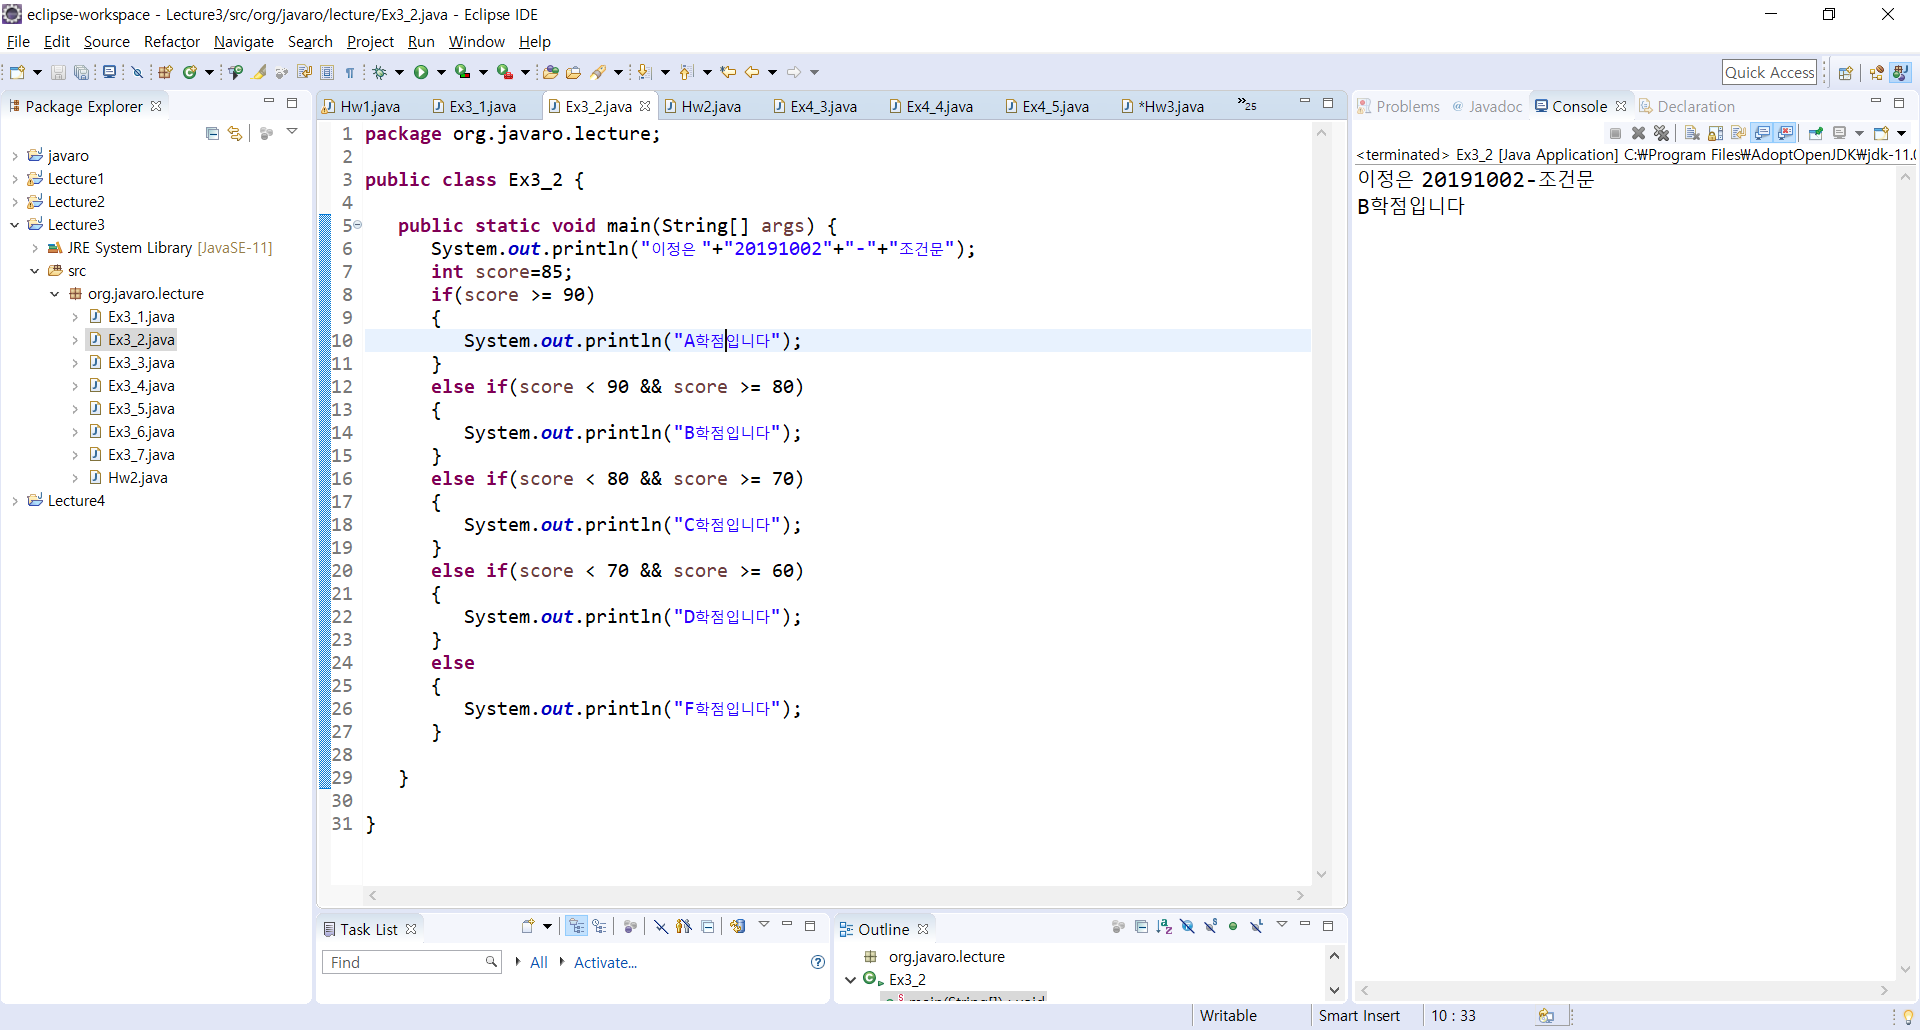 eclipse-workspace - Lecture3/src/org/javaro/lecture/Ex3_2.java - Eclipse IDE
File Edit Source Refactor Navigate Search Project Run Window Help
Quick Access
Package Explorer
javaro
Lecture1
Lecture2
Lecture3
JRE System Library [JavaSE-11]
src
org.javaro.lecture
Ex3_1.java
Ex3_2.java
Ex3_3.java
Ex3_4.java
Ex3_5.java
Ex3_6.java
Ex3_7.java
Hw2.java
Lecture4
Hw1.java Ex3_1.java Ex3_2.java Hw2.java Ex4_3.java Ex4_4.java Ex4_5.java *Hw3.java »25
1 package org.javaro.lecture;
2
3 public class Ex3_2 {
4
5 public static void main(String[] args) {
6 System.out.println("이정은 "+"20191002"+"-"+"조건문");
7 int score=85;
8 if(score >= 90)
9 {
10 System.out.println("A학점입니다");
11 }
12 else if(score < 90 && score >= 80)
13 {
14 System.out.println("B학점입니다");
15 }
16 else if(score < 80 && score >= 70)
17 {
18 System.out.println("C학점입니다");
19 }
20 else if(score < 70 && score >= 60)
21 {
22 System.out.println("D학점입니다");
23 }
24 else
25 {
26 System.out.println("F학점입니다");
27 }
28
29 }
30
31 }
Problems Javadoc Console Declaration
<terminated> Ex3_2 [Java Application] C:₩Program Files₩AdoptOpenJDK₩jdk-11.0
이정은 20191002-조건문
B학점입니다
Task List
Find All Activate...
Outline
org.javaro.lecture
Ex3_2
main(String[]) : void
Writable Smart Insert 10 : 33